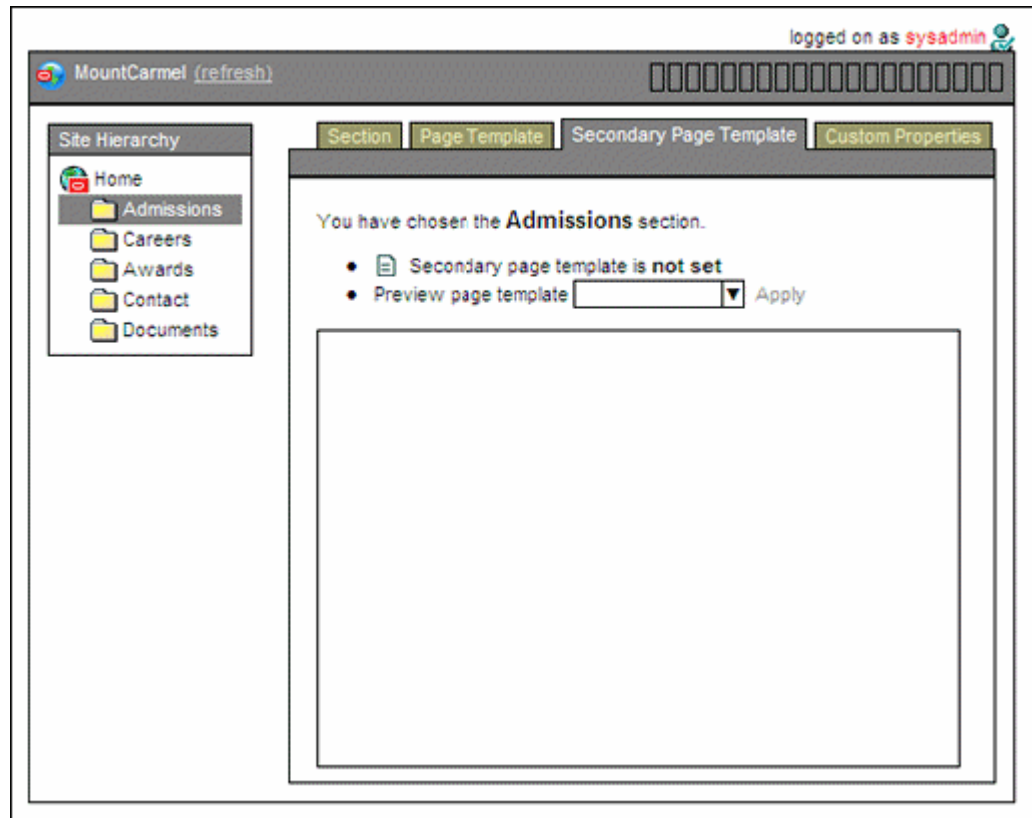 logged on as sysadmin
MountCarmel (refresh)
Site Hierarchy
Home
Admissions
Careers
Awards
Contact
Documents
Section
Page Template
Secondary Page Template
Custom Properties
You have chosen the Admissions section.
Secondary page template is not set
Preview page template
Apply